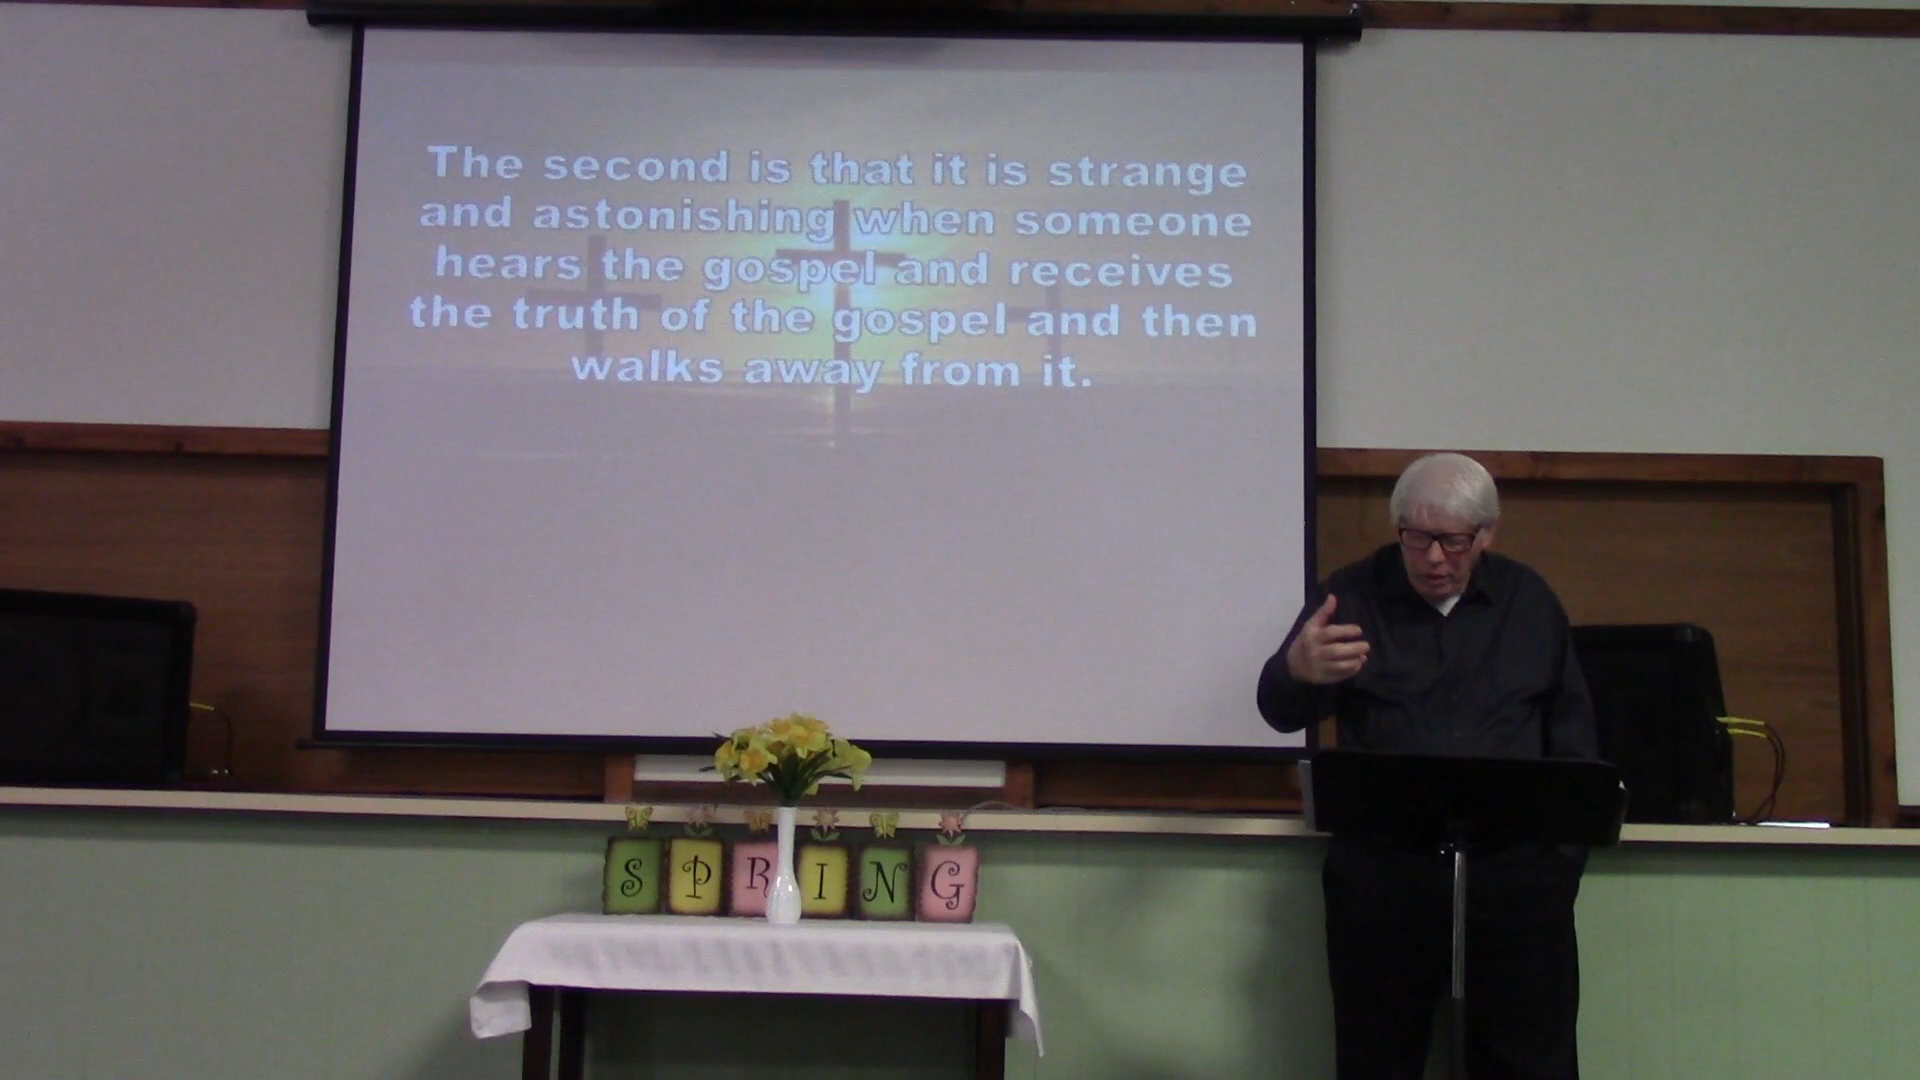 The second is that it is strange
and astonishing when someone
hears the gospel and receives
the truth of the gospel and then
walks away from it.
SPRING